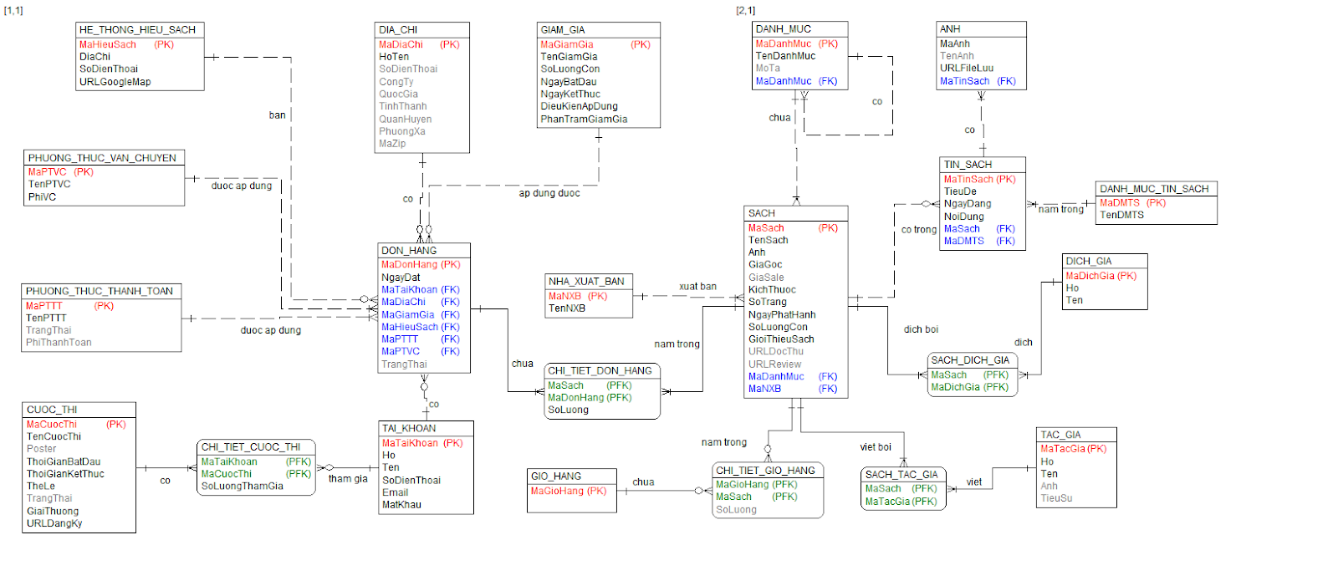 [1,1]
[2,1]
HE_THONG_HIEU_SACH
MaHieuSach (PK)
DiaChi
SoDienThoai
URLGoogleMap
DIA_CHI
MaDiaChi (PK)
HoTen
SoDienThoai
CongTy
QuocGia
TinhThanh
QuanHuyen
PhuongXa
MaZip
GIAM_GIA
MaGiamGia (PK)
TenGiamGia
SoLuongCon
NgayBatDau
NgayKetThuc
DieuKienApDung
PhanTramGiamGia
DANH_MUC
MaDanhMuc (PK)
TenDanhMuc
MoTa
MaDanhMuc (FK)
ANH
MaAnh
TenAnh
URLFileLuu
MaTinSach (FK)
ban
chua
co
co
PHUONG_THUC_VAN_CHUYEN
MaPTVC (PK)
TenPTVC
PhiVC
duoc ap dung
co
ap dung duoc
TIN_SACH
MaTinSach (PK)
TieuDe
NgayDang
NoiDung
MaSach (FK)
MaDMTS (FK)
nam trong
DANH_MUC_TIN_SACH
MaDMTS (PK)
TenDMTS
SACH
MaSach (PK)
TenSach
Anh
GiaGoc
GiaSale
KichThuoc
SoTrang
NgayPhatHanh
SoLuongCon
GioiThieuSach
URLDocThu
URLReview
MaDanhMuc (FK)
MaNXB (FK)
co trong
DON_HANG
MaDonHang (PK)
NgayDat
MaTaiKhoan (FK)
MaDiaChi (FK)
MaGiamGia (FK)
MaHieuSach (FK)
MaPTTT (FK)
MaPTVC (FK)
TrangThai
DICH_GIA
MaDichGia (PK)
Ho
Ten
NHA_XUAT_BAN
MaNXB (PK)
TenNXB
xuat ban
PHUONG_THUC_THANH_TOAN
MaPTTT (PK)
TenPTTT
TrangThai
PhiThanhToan
duoc ap dung
dich boi
dich
nam trong
chua
CHI_TIET_DON_HANG
MaSach (PFK)
MaDonHang (PFK)
SoLuong
SACH_DICH_GIA
MaSach (PFK)
MaDichGia (PFK)
CUOC_THI
MaCuocThi (PK)
TenCuocThi
Poster
ThoiGianBatDau
ThoiGianKetThuc
TheLe
TrangThai
GiaiThuong
URLDangKy
co
CHI_TIET_CUOC_THI
MaTaiKhoan (PFK)
MaCuocThi (PFK)
SoLuongThamGia
tham gia
co
TAI_KHOAN
MaTaiKhoan (PK)
Ho
Ten
SoDienThoai
Email
MatKhau
GIO_HANG
MaGioHang (PK)
chua
nam trong
CHI_TIET_GIO_HANG
MaGioHang (PFK)
MaSach (PFK)
SoLuong
viet boi
SACH_TAC_GIA
MaSach (PFK)
MaTacGia (PFK)
viet
TAC_GIA
MaTacGia (PK)
Ho
Ten
Anh
TieuSu